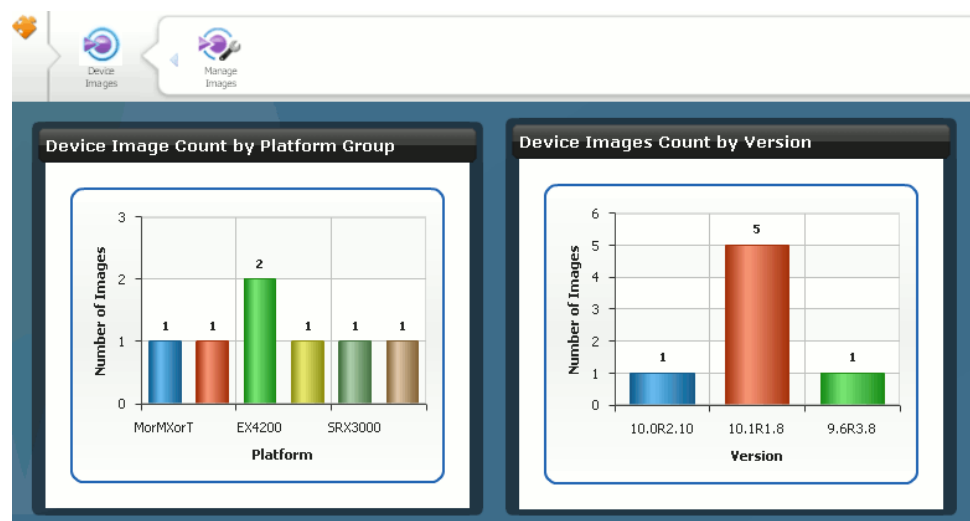 Device
Images
Manage
Images
Device Image Count by Platform Group
3
2
1
0
Number of Images
1
1
2
1
1
1
MorMXorT
EX4200
SRX3000
Platform
Device Images Count by Version
6
5
4
3
2
1
0
Number of Images
1
5
1
10.0R2.10
10.1R1.8
9.6R3.8
Version